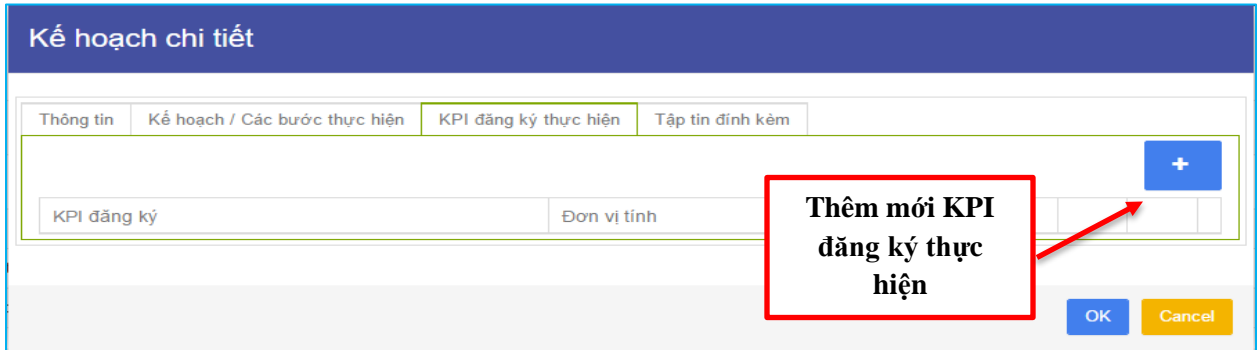 Kế hoạch chi tiết
Thông tin
Kế hoạch / Các bước thực hiện
KPI đăng ký thực hiện
Tập tin đính kèm
+
KPI đăng ký
Đơn vị tính
Thêm mới KPI
đăng ký thực
hiện
OK
Cancel